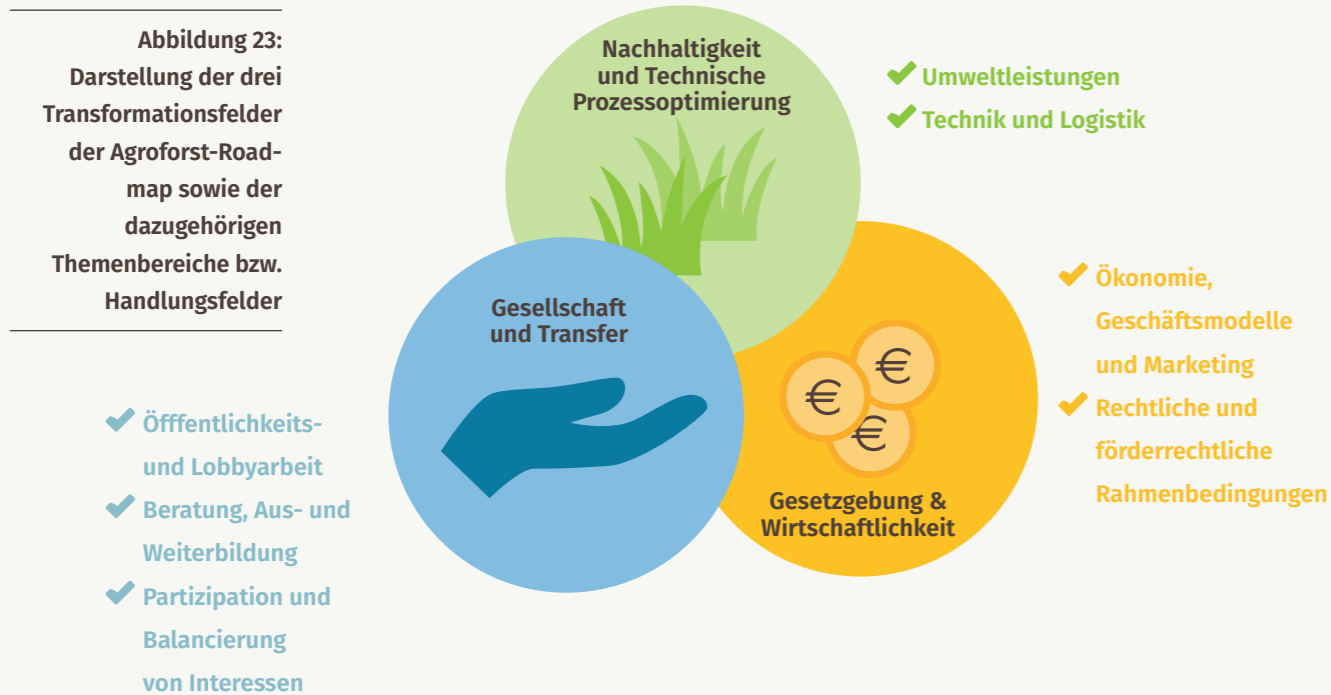 Abbildung 23:
Darstellung der drei
Transformationsfelder
der Agroforst-Road-
map sowie der
dazugehörigen
Themenbereiche bzw.
Handlungsfelder
Nachhaltigkeit
und Technische
Prozessoptimierung
Umweltleistungen
Technik und Logistik
Gesellschaft
und Transfer
€
€
€
Gesetzgebung &
Wirtschaftlichkeit
Ökonomie,
Geschäftsmodelle
und Marketing
Rechtliche und
förderrechtliche
Rahmenbedingungen
Öfffentlichkeits-
und Lobbyarbeit
Beratung, Aus- und
Weiterbildung
Partizipation und
Balancierung
von Interessen